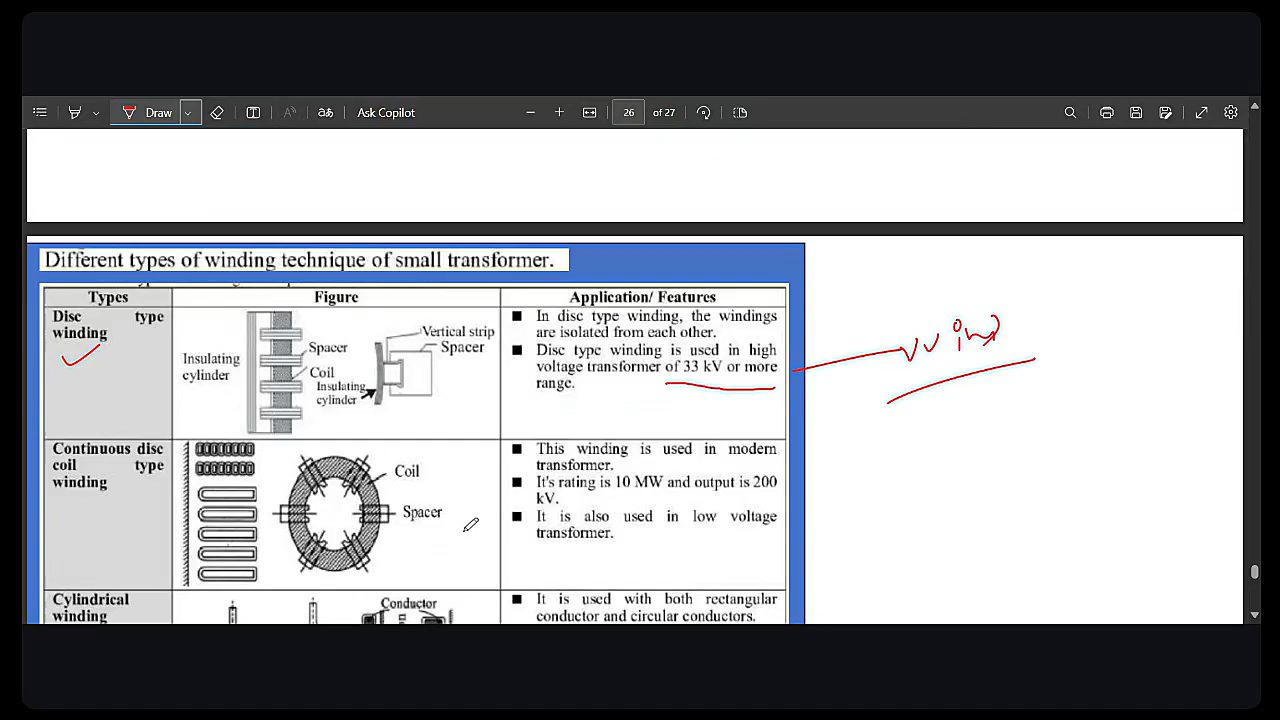 Draw
Ask Copilot
26 of 27
Different types of winding technique of small transformer.
Types Figure Application/ Features
Disc type
winding
Insulating
cylinder
Spacer
Coil
Insulating
cylinder
Vertical strip
Spacer
In disc type winding, the windings
are isolated from each other.
Disc type winding is used in high
voltage transformer of 33 kV or more
range.
Continuous disc
coil type
winding
Coil
Spacer
This winding is used in modern
transformer.
It's rating is 10 MW and output is 200
kV.
It is also used in low voltage
transformer.
Cylindrical
winding
Conductor
It is used with both rectangular
conductor and circular conductors.